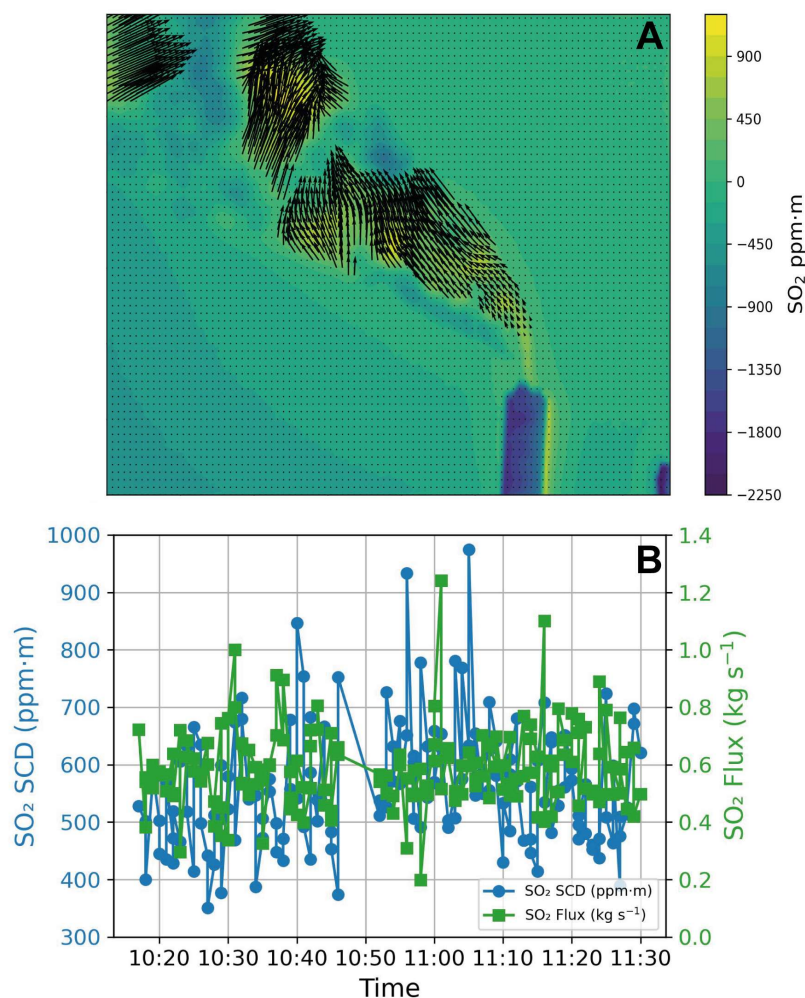 A
900
450
0
−450
−900
−1350
−1800
−2250
SO₂ ppm·m
B
1000
900
800
700
600
500
400
300
SO₂ SCD (ppm·m)
1.4
1.2
1.0
0.8
0.6
0.4
0.2
0.0
SO₂ Flux (kg s⁻¹)
SO₂ SCD (ppm·m)
SO₂ Flux (kg s⁻¹)
10:20 10:30 10:40 10:50 11:00 11:10 11:20 11:30
Time